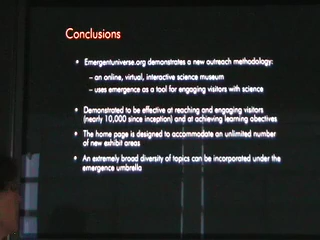 Conclusions
• Emergentuniverse.org demonstrates a new outreach methodology:
– an online, virtual, interactive science museum
– uses emergence as a tool for engaging visitors with science
• Demonstrated to be effective at reaching and engaging visitors
(nearly 10,000 since inception) and at achieving learning obectives
• The home page is designed to accommodate an unlimited number
of new exhibit areas
• An extremely broad diversity of topics can be incorporated under the
emergence umbrella